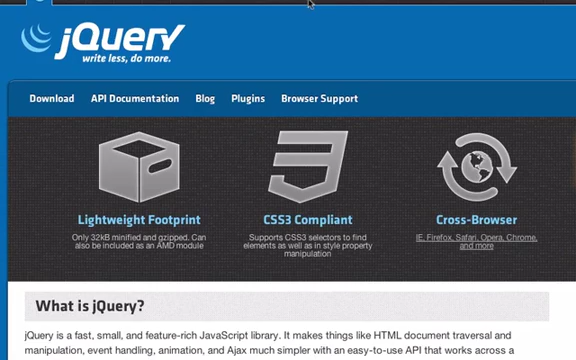 jQuery
write less, do more.
Download API Documentation Blog Plugins Browser Support
Lightweight Footprint
Only 32kB minified and gzipped. Can
also be included as an AMD module
CSS3 Compliant
Supports CSS3 selectors to find
elements as well as in style property
manipulation
Cross-Browser
IE, Firefox, Safari, Opera, Chrome,
and more
What is jQuery?
jQuery is a fast, small, and feature-rich JavaScript library. It makes things like HTML document traversal and
manipulation, event handling, animation, and Ajax much simpler with an easy-to-use API that works across a